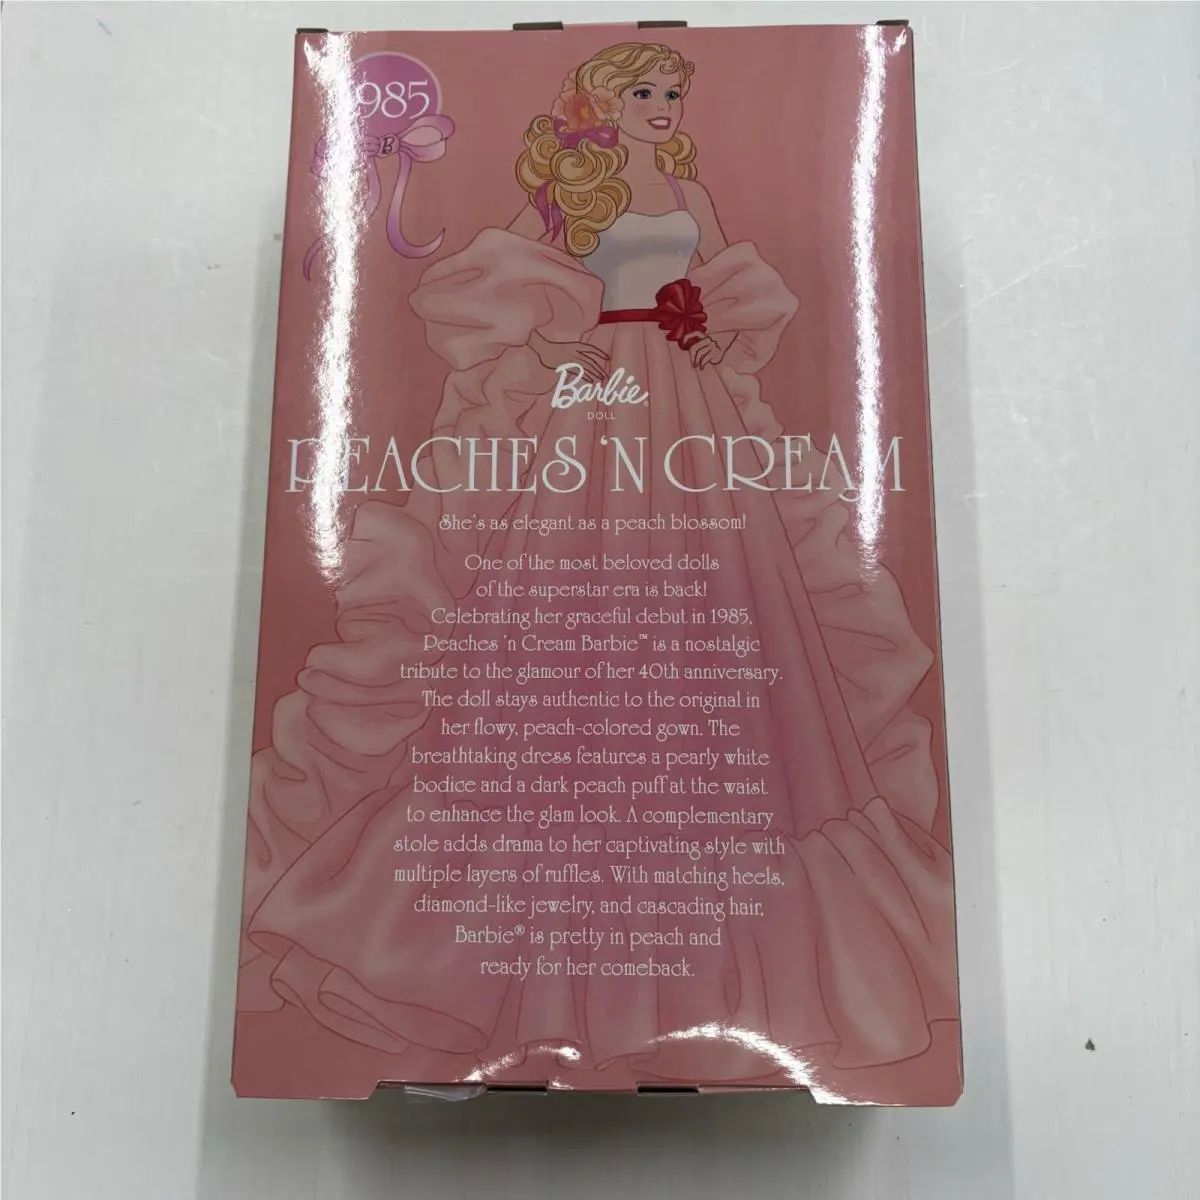 1985
B
Barbie®
DOLL
PEACHES 'N CREAM
She's as elegant as a peach blossom!
One of the most beloved dolls
of the superstar era is back!
Celebrating her graceful debut in 1985,
Peaches 'n Cream Barbie™ is a nostalgic
tribute to the glamour of her 40th anniversary.
The doll stays authentic to the original in
her flowy, peach-colored gown. The
breathtaking dress features a pearly white
bodice and a dark peach puff at the waist
to enhance the glam look. A complementary
stole adds drama to her captivating style with
multiple layers of ruffles. With matching heels,
diamond-like jewelry, and cascading hair,
Barbie® is pretty in peach and
ready for her comeback.